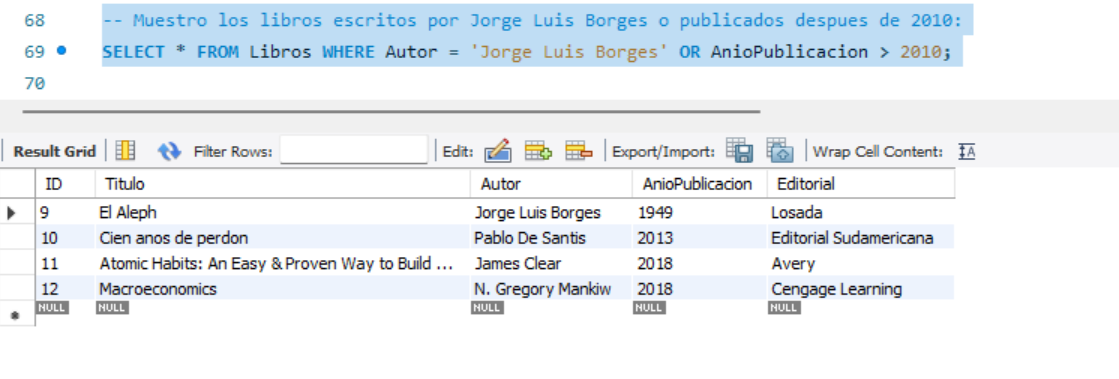 68 -- Muestro los libros escritos por Jorge Luis Borges o publicados despues de 2010:
69 SELECT * FROM Libros WHERE Autor = 'Jorge Luis Borges' OR AnioPublicacion > 2010;
70
Result Grid Filter Rows: Edit: Export/Import: Wrap Cell Content: IA
ID Titulo Autor AnioPublicacion Editorial
9 El Aleph Jorge Luis Borges 1949 Losada
10 Cien anos de perdon Pablo De Santis 2013 Editorial Sudamericana
11 Atomic Habits: An Easy & Proven Way to Build ... James Clear 2018 Avery
12 Macroeconomics N. Gregory Mankiw 2018 Cengage Learning
NULL NULL NULL NULL NULL